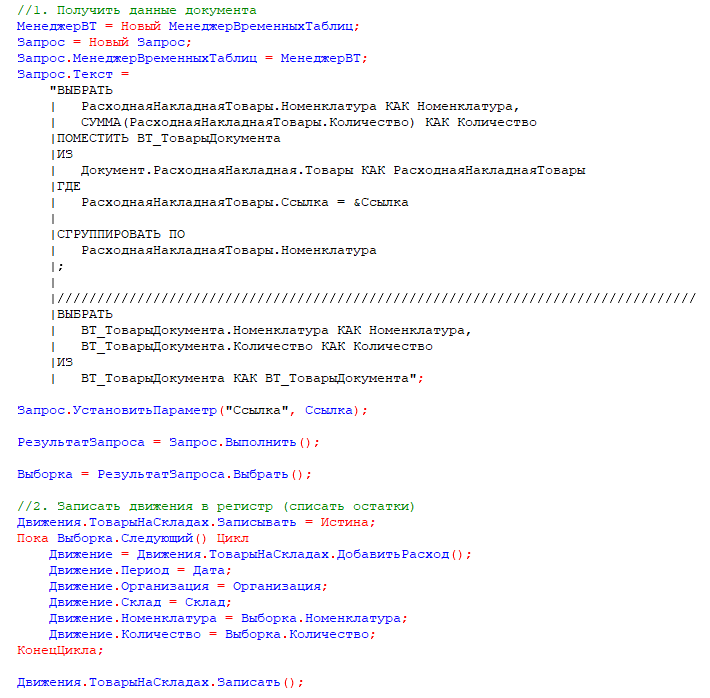 //1. Получить данные документа
МенеджерВТ = Новый МенеджерВременныхТаблиц;
Запрос = Новый Запрос;
Запрос.МенеджерВременныхТаблиц = МенеджерВТ;
Запрос.Текст =
"ВЫБРАТЬ
| РасходнаяНакладнаяТовары.Номенклатура КАК Номенклатура,
| СУММА(РасходнаяНакладнаяТовары.Количество) КАК Количество
|ПОМЕСТИТЬ ВТ_ТоварыДокумента
|ИЗ
| Документ.РасходнаяНакладная.Товары КАК РасходнаяНакладнаяТовары
|ГДЕ
| РасходнаяНакладнаяТовары.Ссылка = &Ссылка
|
|СГРУППИРОВАТЬ ПО
| РасходнаяНакладнаяТовары.Номенклатура
|;
|
|////////////////////////////////////////////////////////////////////////////////
|ВЫБРАТЬ
| ВТ_ТоварыДокумента.Номенклатура КАК Номенклатура,
| ВТ_ТоварыДокумента.Количество КАК Количество
|ИЗ
| ВТ_ТоварыДокумента КАК ВТ_ТоварыДокумента";
Запрос.УстановитьПараметр("Ссылка", Ссылка);
РезультатЗапроса = Запрос.Выполнить();
Выборка = РезультатЗапроса.Выбрать();
//2. Записать движения в регистр (списать остатки)
Движения.ТоварыНаСкладах.Записывать = Истина;
Пока Выборка.Следующий() Цикл
Движение = Движения.ТоварыНаСкладах.ДобавитьРасход();
Движение.Период = Дата;
Движение.Организация = Организация;
Движение.Склад = Склад;
Движение.Номенклатура = Выборка.Номенклатура;
Движение.Количество = Выборка.Количество;
КонецЦикла;
Движения.ТоварыНаСкладах.Записать();